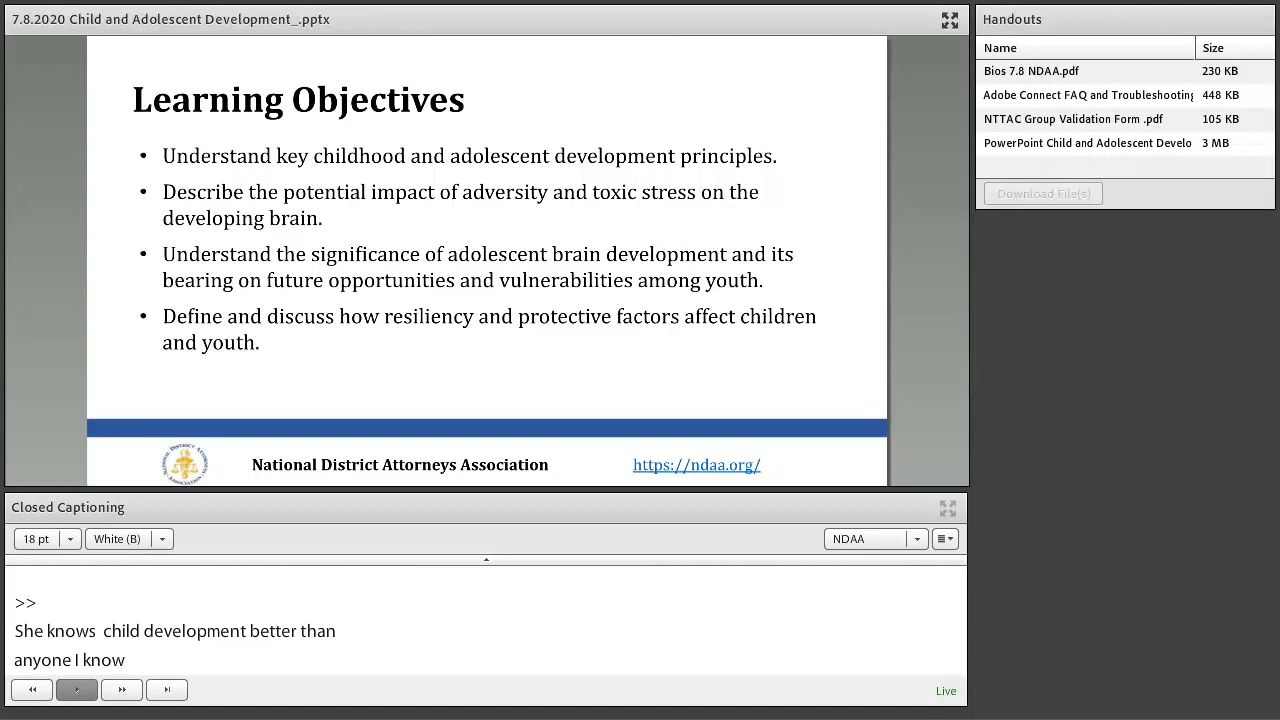 7.8.2020 Child and Adolescent Development_.pptx
Learning Objectives
• Understand key childhood and adolescent development principles.
• Describe the potential impact of adversity and toxic stress on the
developing brain.
• Understand the significance of adolescent brain development and its
bearing on future opportunities and vulnerabilities among youth.
• Define and discuss how resiliency and protective factors affect children
and youth.
NATIONAL DISTRICT ATTORNEYS ASSOCIATION
National District Attorneys Association
https://ndaa.org/
Handouts
Name Size
Bios 7.8 NDAA.pdf 230 KB
Adobe Connect FAQ and Troubleshooting 448 KB
NTTAC Group Validation Form .pdf 105 KB
PowerPoint Child and Adolescent Develo 3 MB
Download File(s)
Closed Captioning
18 pt White (B) NDAA
>>
She knows  child development better than
anyone I know
Live